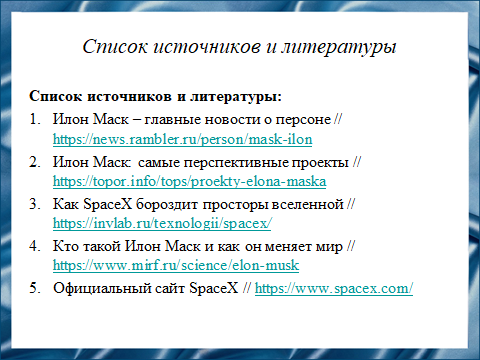 Список источников и литературы
Список источников и литературы:
1. Илон Маск – главные новости о персоне //
https://news.rambler.ru/person/mask-ilon
2. Илон Маск: самые перспективные проекты //
https://topor.info/tops/proekty-elona-maska
3. Как SpaceX бороздит просторы вселенной //
https://invlab.ru/texnologii/spacex/
4. Кто такой Илон Маск и как он меняет мир //
https://www.mirf.ru/science/elon-musk
5. Официальный сайт SpaceX // https://www.spacex.com/